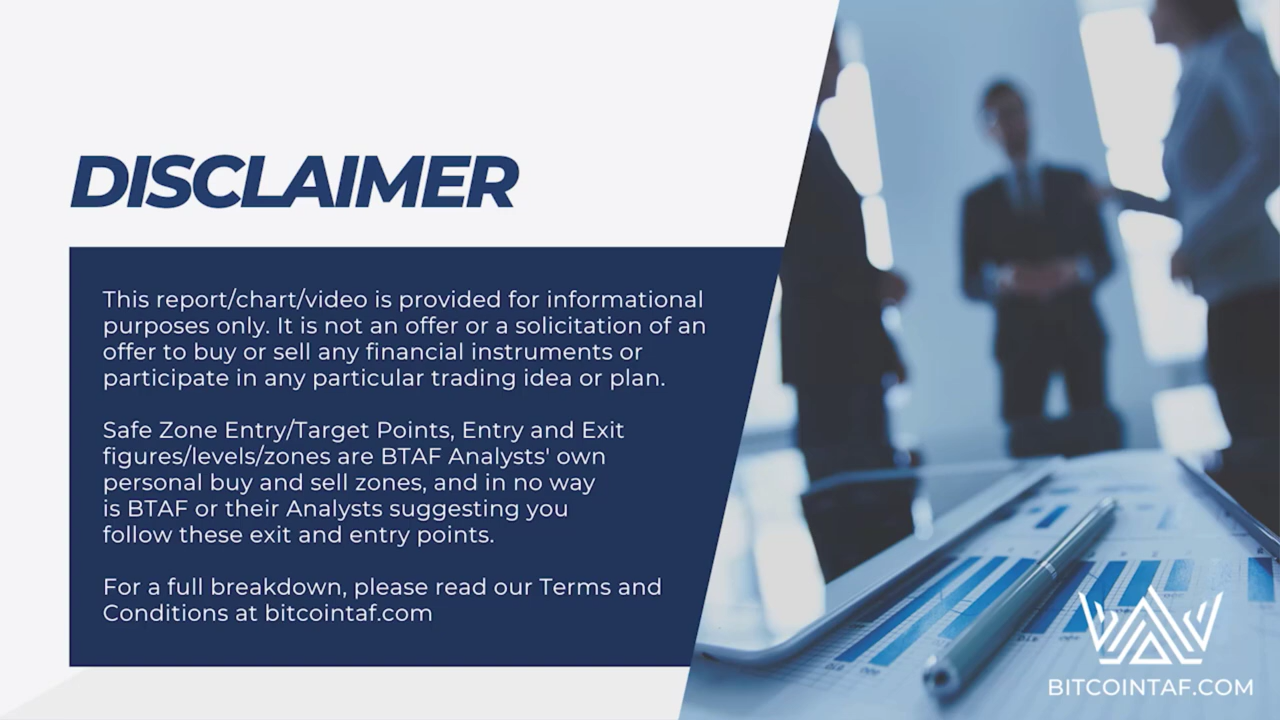 DISCLAIMER
This report/chart/video is provided for informational
purposes only. It is not an offer or a solicitation of an
offer to buy or sell any financial instruments or
participate in any particular trading idea or plan.
Safe Zone Entry/Target Points, Entry and Exit
figures/levels/zones are BTAF Analysts' own
personal buy and sell zones, and in no way
is BTAF or their Analysts suggesting you
follow these exit and entry points.
For a full breakdown, please read our Terms and
Conditions at bitcointaf.com
BITCOINTAF.COM